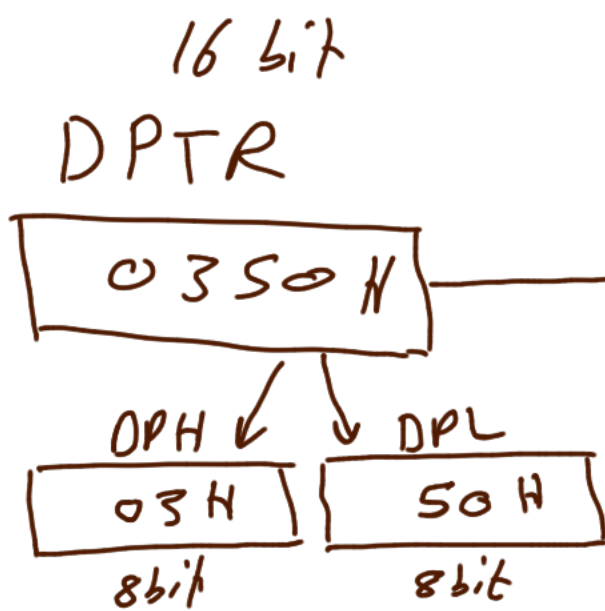 16 bit
DPTR
0350H
DPH DPL
03H 50H
8bit 8bit